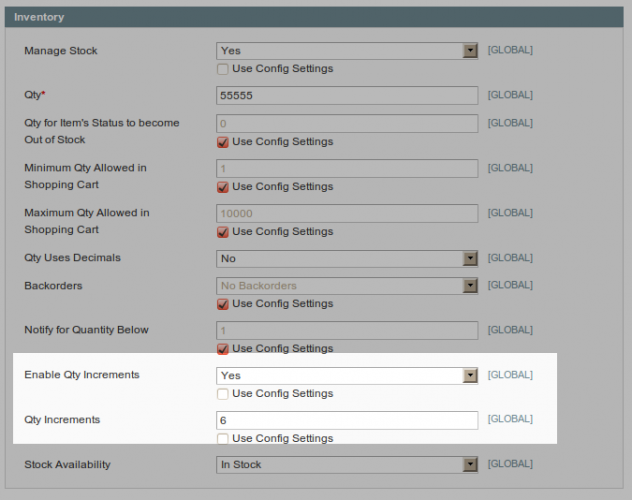 Inventory
Manage Stock Yes [GLOBAL]
Use Config Settings
Qty* 55555 [GLOBAL]
Qty for Item's Status to become Out of Stock 0 [GLOBAL]
Use Config Settings
Minimum Qty Allowed in Shopping Cart 1 [GLOBAL]
Use Config Settings
Maximum Qty Allowed in Shopping Cart 10000 [GLOBAL]
Use Config Settings
Qty Uses Decimals No [GLOBAL]
Backorders No Backorders [GLOBAL]
Use Config Settings
Notify for Quantity Below 1 [GLOBAL]
Use Config Settings
Enable Qty Increments Yes [GLOBAL]
Use Config Settings
Qty Increments 6 [GLOBAL]
Use Config Settings
Stock Availability In Stock [GLOBAL]